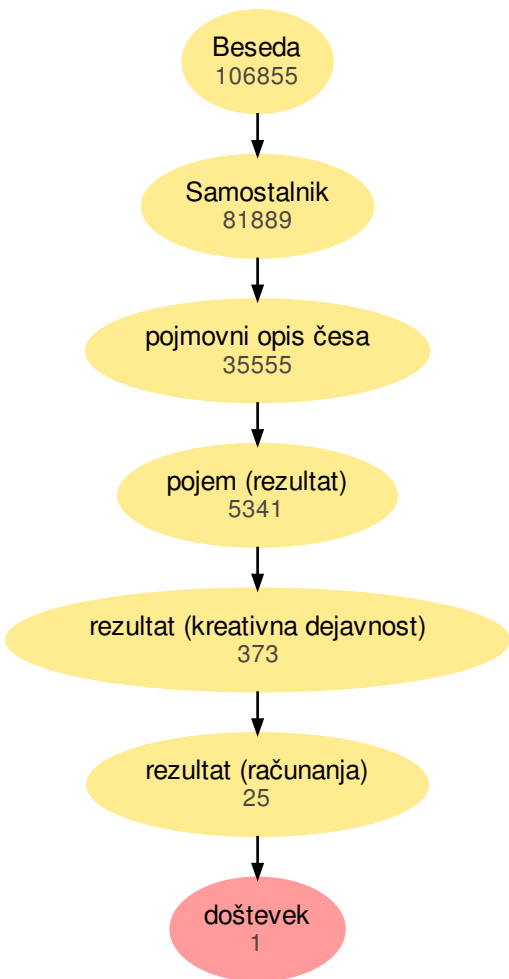 Beseda
106855
Samostalnik
81889
pojmovni opis česa
35555
pojem (rezultat)
5341
rezultat (kreativna dejavnost)
373
rezultat (računanja)
25
doštevek
1